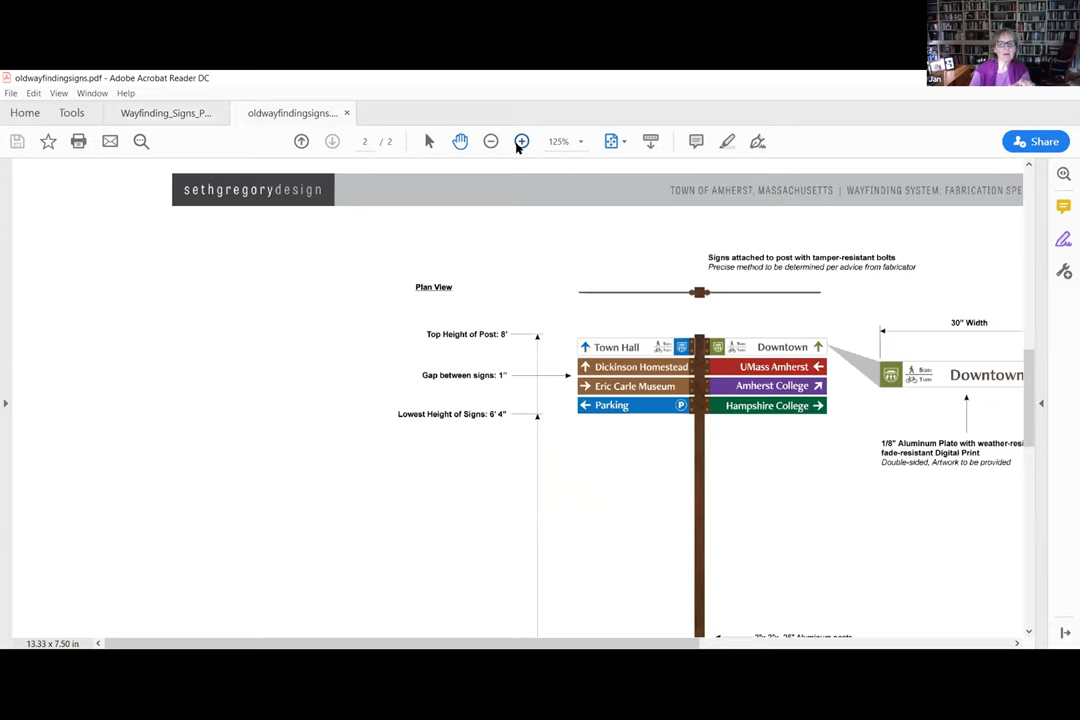 Jan
oldwayfindingsigns.pdf - Adobe Acrobat Reader DC
File Edit View Window Help
Home Tools Wayfinding_Signs_P... oldwayfindingsigns.... ×
2 / 2 125% Share
sethgregorydesign TOWN OF AMHERST, MASSACHUSETTS | WAYFINDING SYSTEM: FABRICATION SPE
Signs attached to post with tamper-resistant bolts
Precise method to be determined per advice from fabricator
Plan View
30" Width
Top Height of Post: 8'
Town Hall Downtown
Dickinson Homestead UMass Amherst
Gap between signs: 1"
Downtown
Eric Carle Museum Amherst College
Parking P Hampshire College
Lowest Height of Signs: 6' 4"
1/8" Aluminum Plate with weather-resi
fade-resistant Digital Print
Double-sided, Artwork to be provided
13.33 x 7.50 in